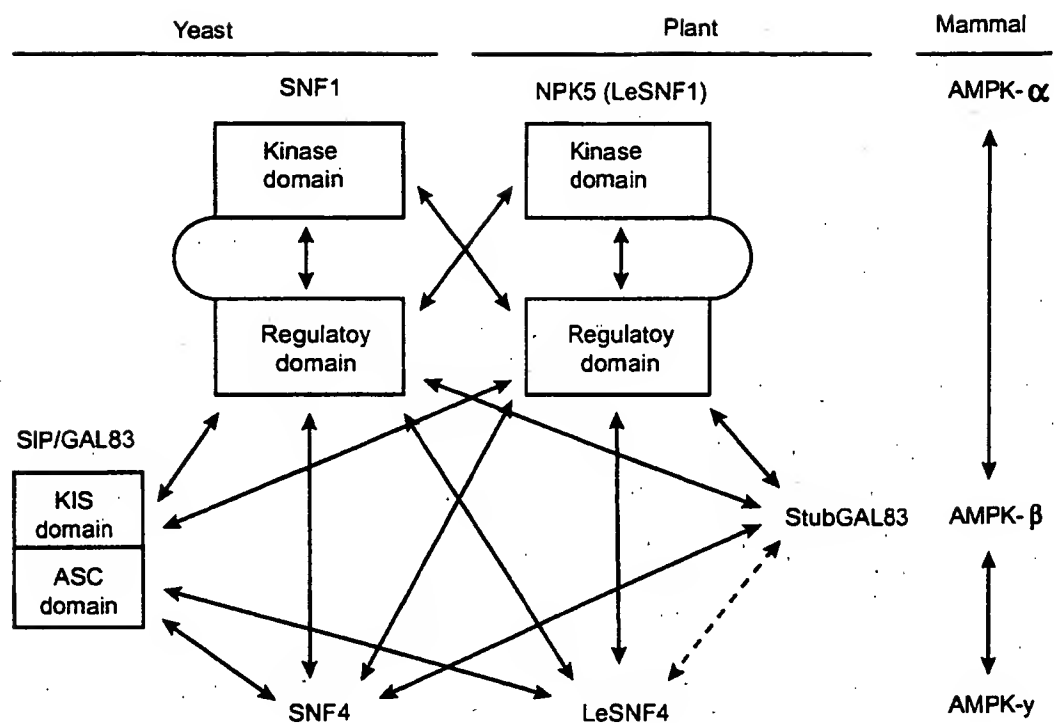 Yeast
Plant
Mammal
SNF1
NPK5 (LeSNF1)
AMPK-α
Kinase
domain
Kinase
domain
Regulatoy
domain
Regulatoy
domain
SIP/GAL83
KIS
domain
ASC
domain
StubGAL83
AMPK-β
SNF4
LeSNF4
AMPK-y